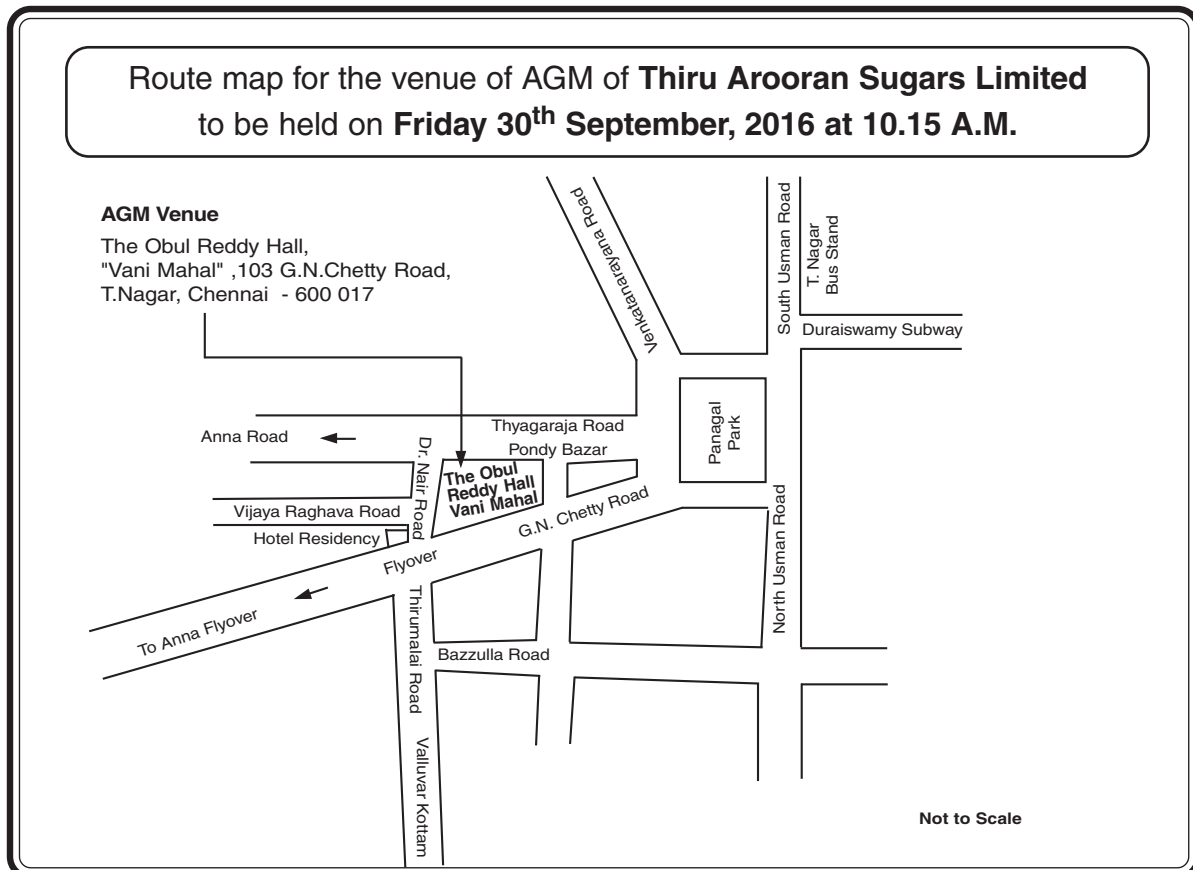 Route map for the venue of AGM of Thiru Arooran Sugars Limited
to be held on Friday 30th September, 2016 at 10.15 A.M.
AGM Venue
The Obul Reddy Hall,
"Vani Mahal" ,103 G.N.Chetty Road,
T.Nagar, Chennai - 600 017
Venkatanarayana Road
South Usman Road
T. Nagar
Bus Stand
Duraiswamy Subway
Thyagaraja Road
Anna Road
Pondy Bazar
Panagal
Park
Dr. Nair Road
The Obul
Reddy Hall
Vani Mahal
G.N. Chetty Road
Vijaya Raghava Road
Hotel Residency
Flyover
North Usman Road
To Anna Flyover
Thirumalai Road
Bazzulla Road
Valluvar Kottam
Not to Scale